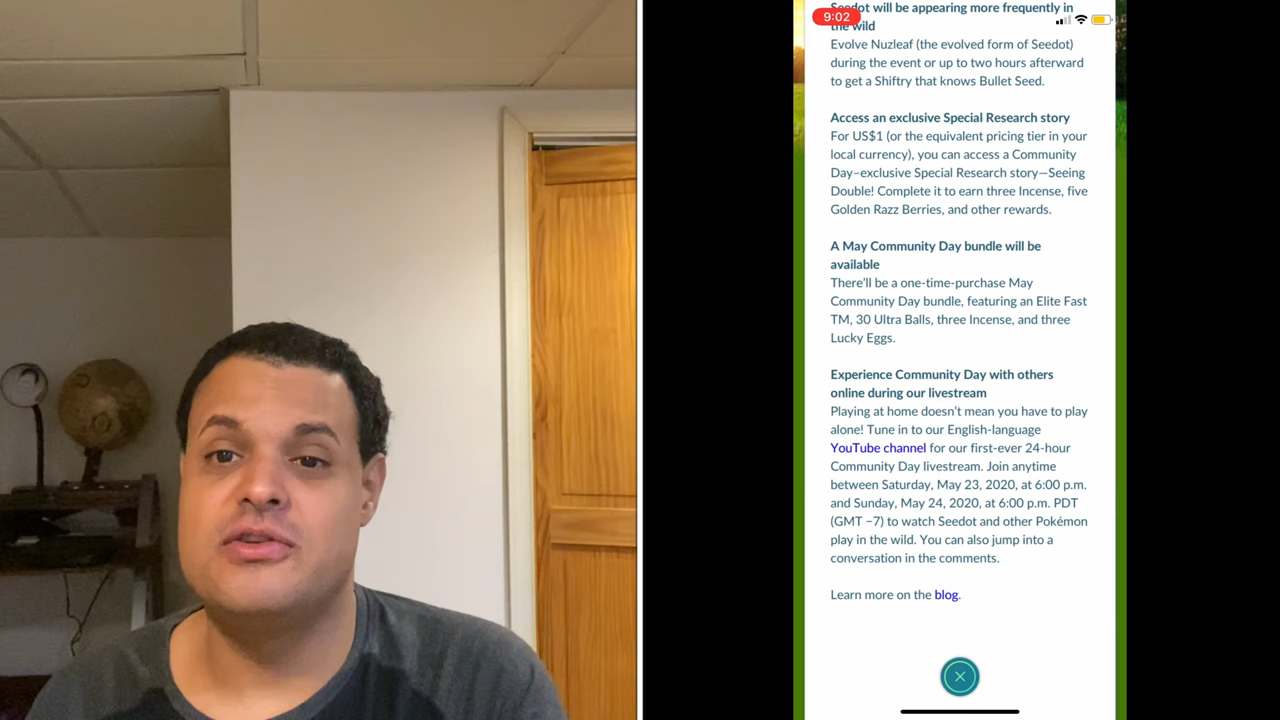 Seedot will be appearing more frequently in
9:02
the wild
Evolve Nuzleaf (the evolved form of Seedot)
during the event or up to two hours afterward
to get a Shiftry that knows Bullet Seed.
Access an exclusive Special Research story
For US$1 (or the equivalent pricing tier in your
local currency), you can access a Community
Day–exclusive Special Research story—Seeing
Double! Complete it to earn three Incense, five
Golden Razz Berries, and other rewards.
A May Community Day bundle will be
available
There'll be a one-time-purchase May
Community Day bundle, featuring an Elite Fast
TM, 30 Ultra Balls, three Incense, and three
Lucky Eggs.
Experience Community Day with others
online during our livestream
Playing at home doesn't mean you have to play
alone! Tune in to our English-language
YouTube channel for our first-ever 24-hour
Community Day livestream. Join anytime
between Saturday, May 23, 2020, at 6:00 p.m.
and Sunday, May 24, 2020, at 6:00 p.m. PDT
(GMT −7) to watch Seedot and other Pokémon
play in the wild. You can also jump into a
conversation in the comments.
Learn more on the blog.